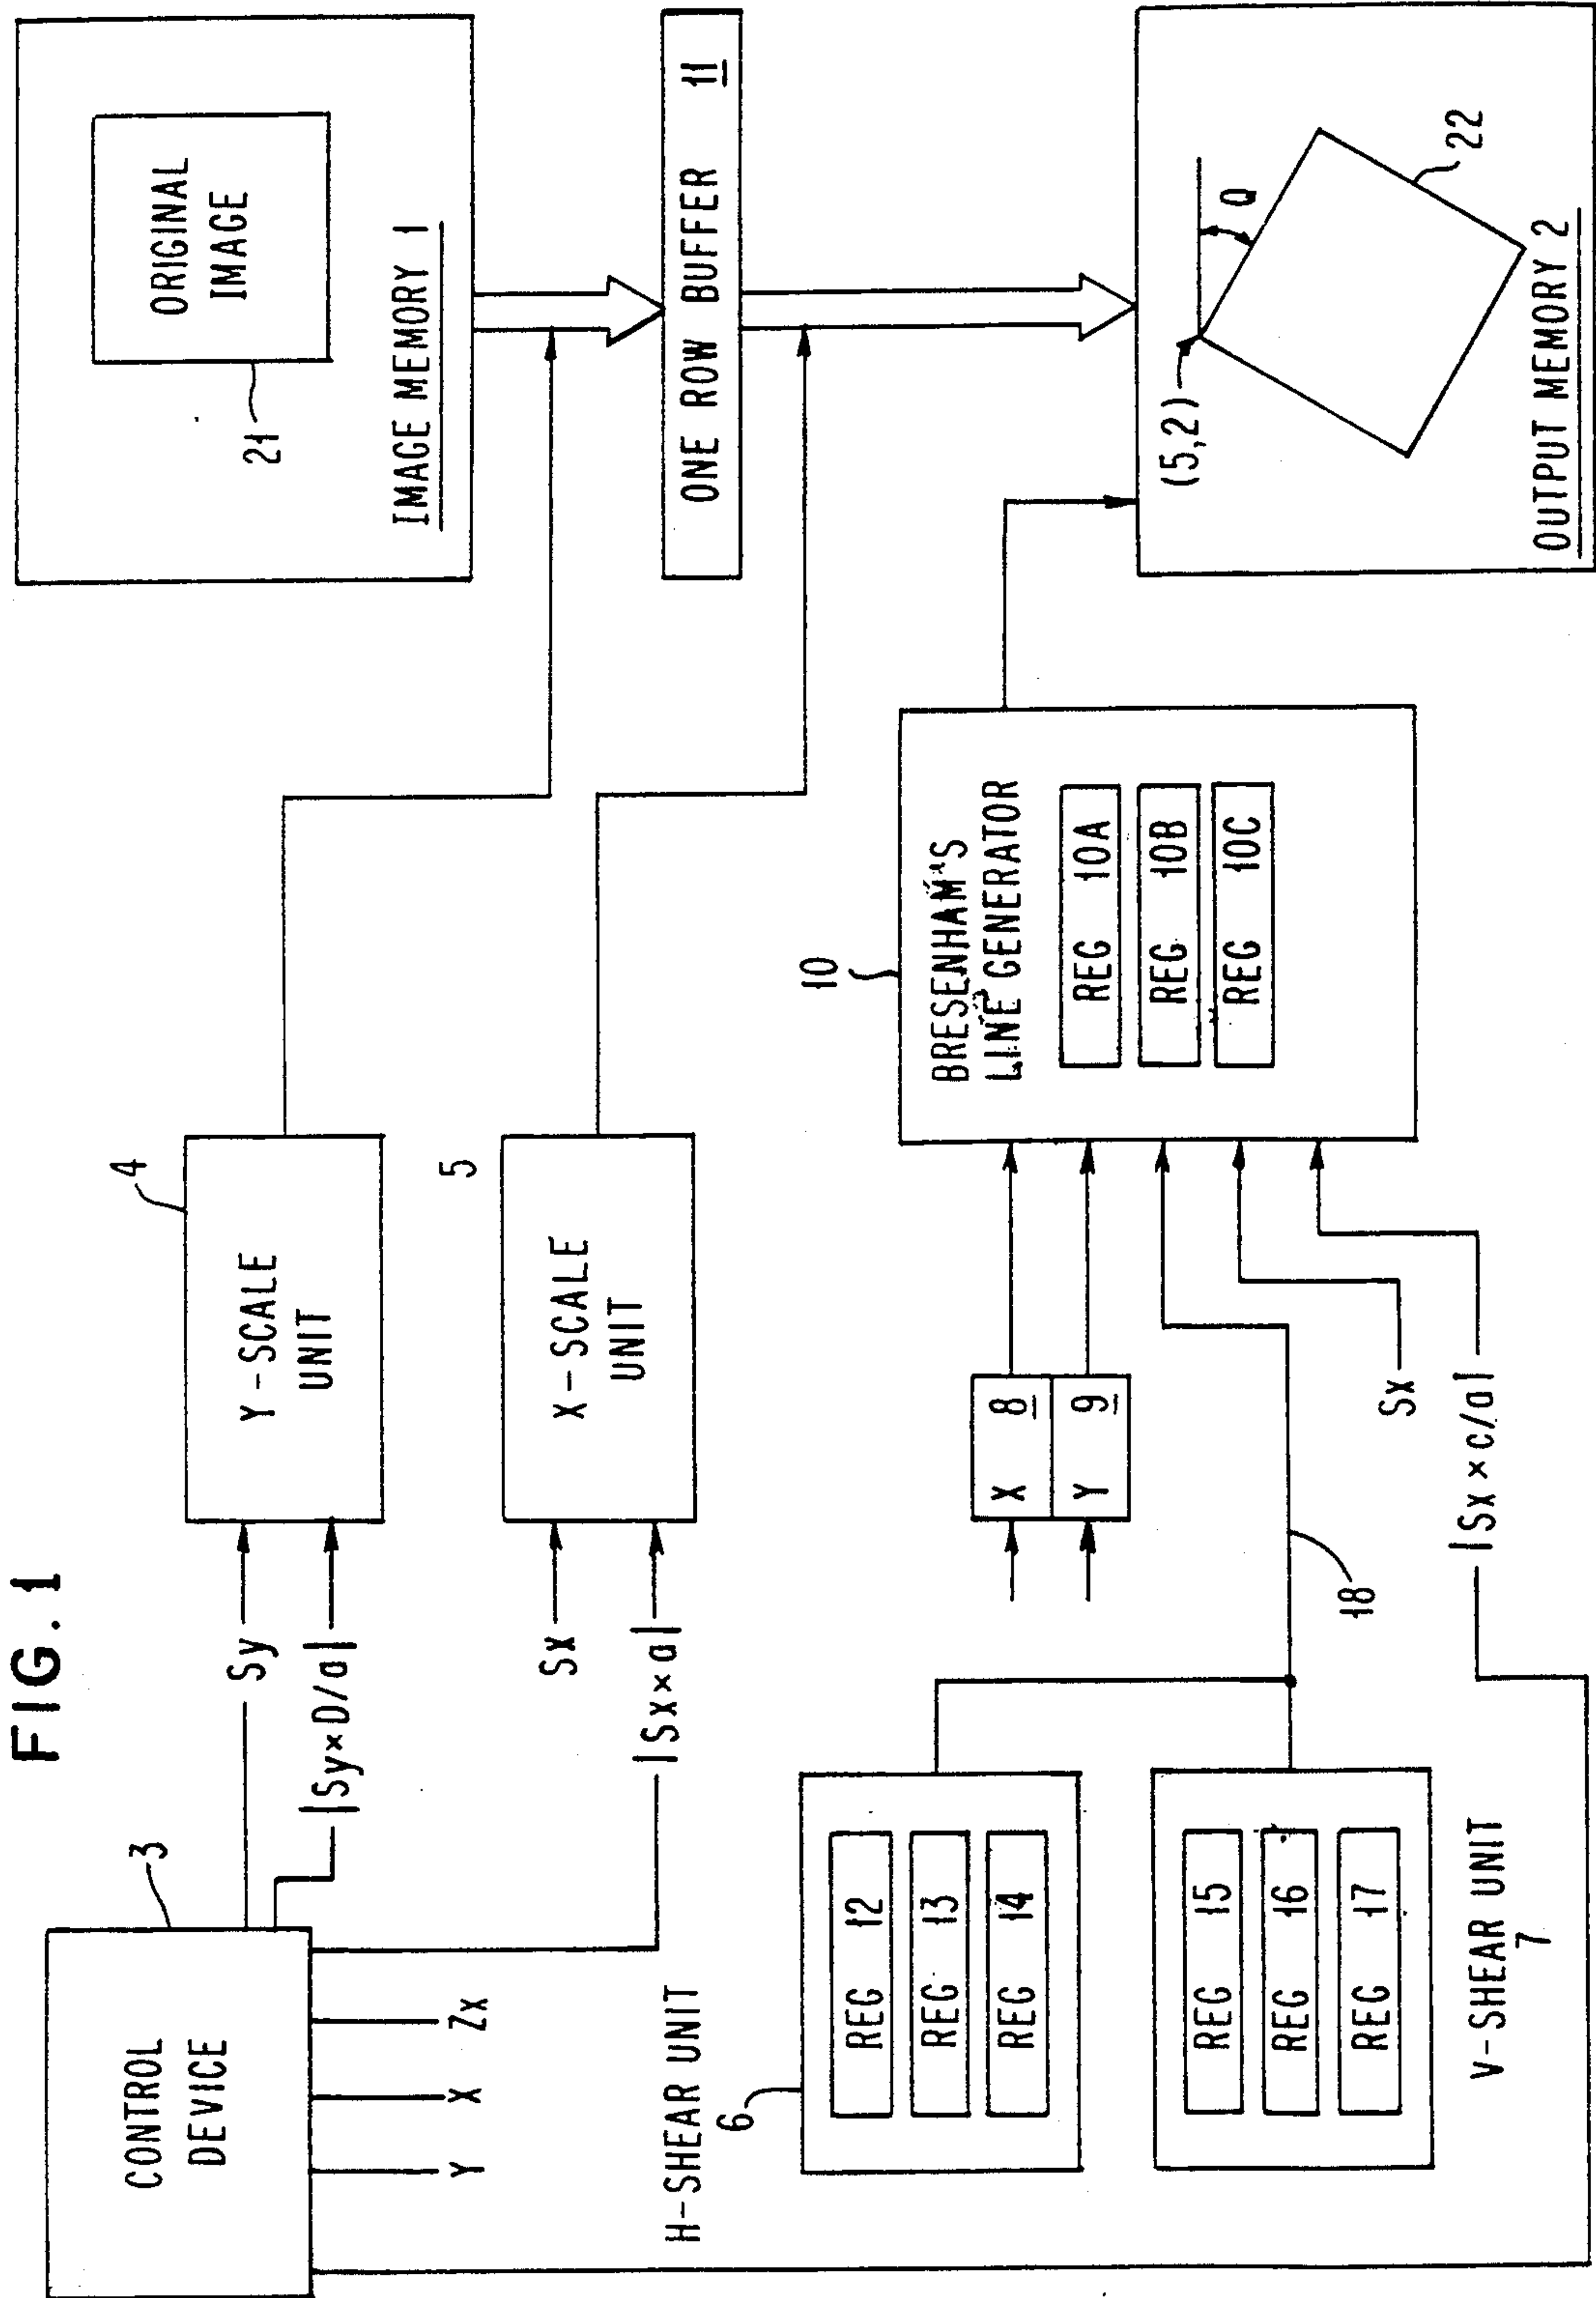 FIG. 1
CONTROL
DEVICE
3
Sy
|Sy×D/a|
Y-SCALE
UNIT
4
ORIGINAL
IMAGE
21
IMAGE MEMORY 1
Y
X
Zx
Sx
|Sx×a|
X-SCALE
UNIT
5
ONE ROW BUFFER 11
H-SHEAR UNIT
6
REG 12
REG 13
REG 14
X 8
Y 9
10
BRESENHAM'S
LINE GENERATOR
REG 10A
REG 10B
REG 10C
REG 15
REG 16
REG 17
V-SHEAR UNIT
7
18
Sx
|Sx×c/a|
(5,2)
Q
22
OUTPUT MEMORY 2